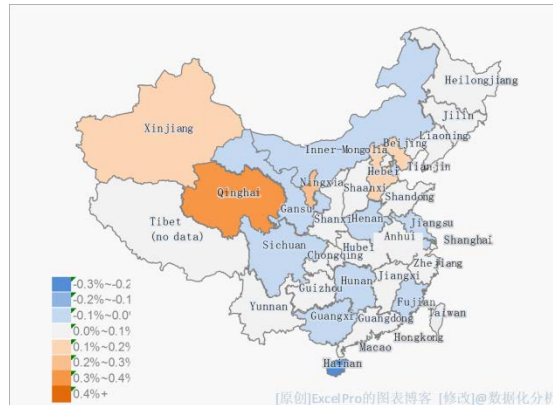 Heilongjiang
Jilin
Liaoning
Xinjiang
Inner-Mongolia
Beijing
Tianjin
Hebei
Ningxia
Qinghai
Shaanxi
Shandong
Gansu
Shanxi
Henan
Jiangsu
Tibet
(no data)
Anhui
Shanghai
Sichuan
Chongqing
Hubei
Zhejiang
Hunan
Jiangxi
Guizhou
Fujian
Yunnan
Guangxi
Guangdong
Taiwan
Hongkong
Macao
Hainan
-0.3%~-0.2
-0.2%~-0.1
-0.1%~0.0%
0.0%~0.1%
0.1%~0.2%
0.2%~0.3%
0.3%~0.4%
0.4%+
[原创]ExcelPro的图表博客 [修改]@数据化分析